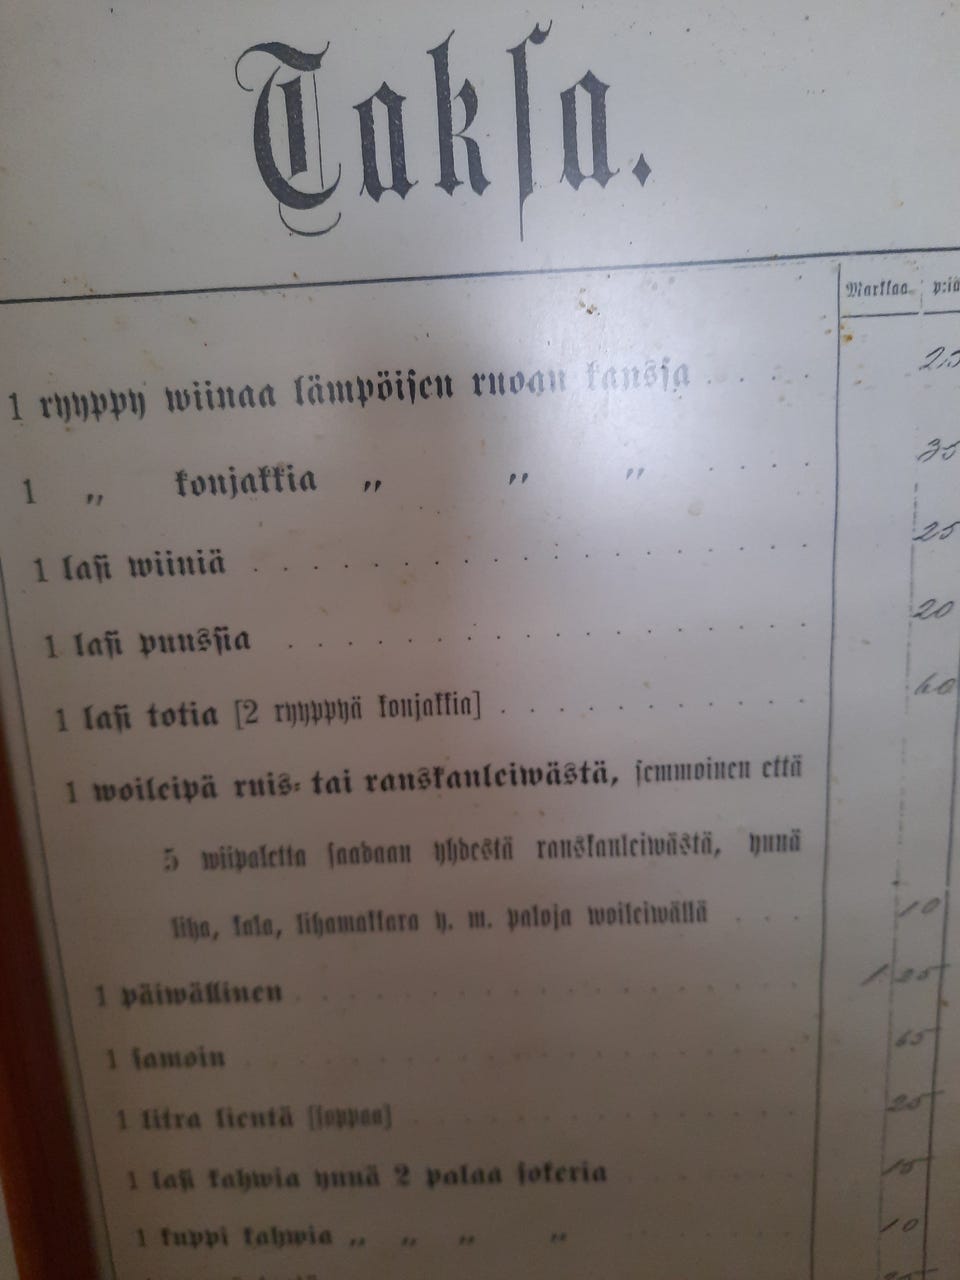 Taksa.
Markkaa p:iä
1 ryyppy wiinaa lämpöisen ruoan kanssa . . . . 25
1 „ konjakkia „ „ „ . . . . 35
1 lasi wiiniä . . . . . . . . . . . . . . . . . . 25
1 lasi punssia . . . . . . . . . . . . . . . . . 20
1 lasi totia [2 ryyppyä konjakkia] . . . . . . . . . . . 60
1 woileipä ruis- tai ranskanleiwästä, semmoinen että
5 wiipaletta saadaan yhdestä ranskanleiwästä, ynnä
liha, kala, lihamakkara y. m. paloja woileiwällä . . . 10
1 päiwällinen . . . . . . . . . . . . . . . . 1 25
1 samoin . . . . . . . . . . . . . . . . . . 65
1 litra lientä [soppaa] . . . . . . . . . . . . . 25
1 lasi kahwia ynnä 2 palaa sokeria . . . . . . 15
1 kuppi kahwia „ „ „ „ . . . . . . 10